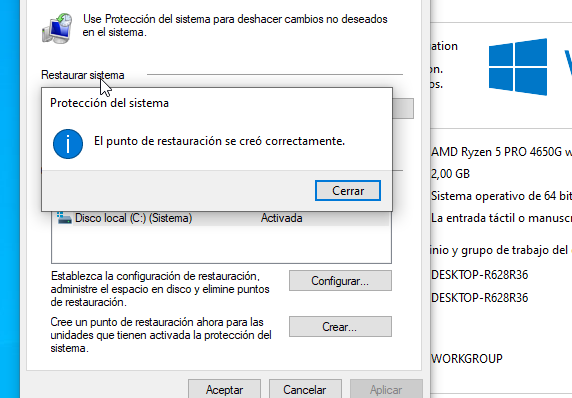 Use Protección del sistema para deshacer cambios no deseados
en el sistema.
Restaurar sistema
Protección del sistema
El punto de restauración se creó correctamente.
Cerrar
Disco local (C:) (Sistema) Activada
Establezca la configuración de restauración,
administre el espacio en disco y elimine puntos
de restauración.
Configurar...
Cree un punto de restauración ahora para las
unidades que tienen activada la protección del
sistema.
Crear...
Aceptar Cancelar Aplicar
ation
on.
os.
AMD Ryzen 5 PRO 4650G w
2,00 GB
Sistema operativo de 64 bit
La entrada táctil o manuscr
inio y grupo de trabajo del
DESKTOP-R628R36
DESKTOP-R628R36
WORKGROUP